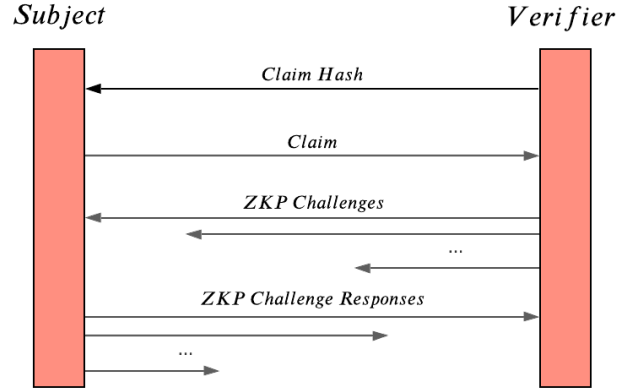 Subject
Verifier
Claim Hash
Claim
ZKP Challenges
...
ZKP Challenge Responses
...